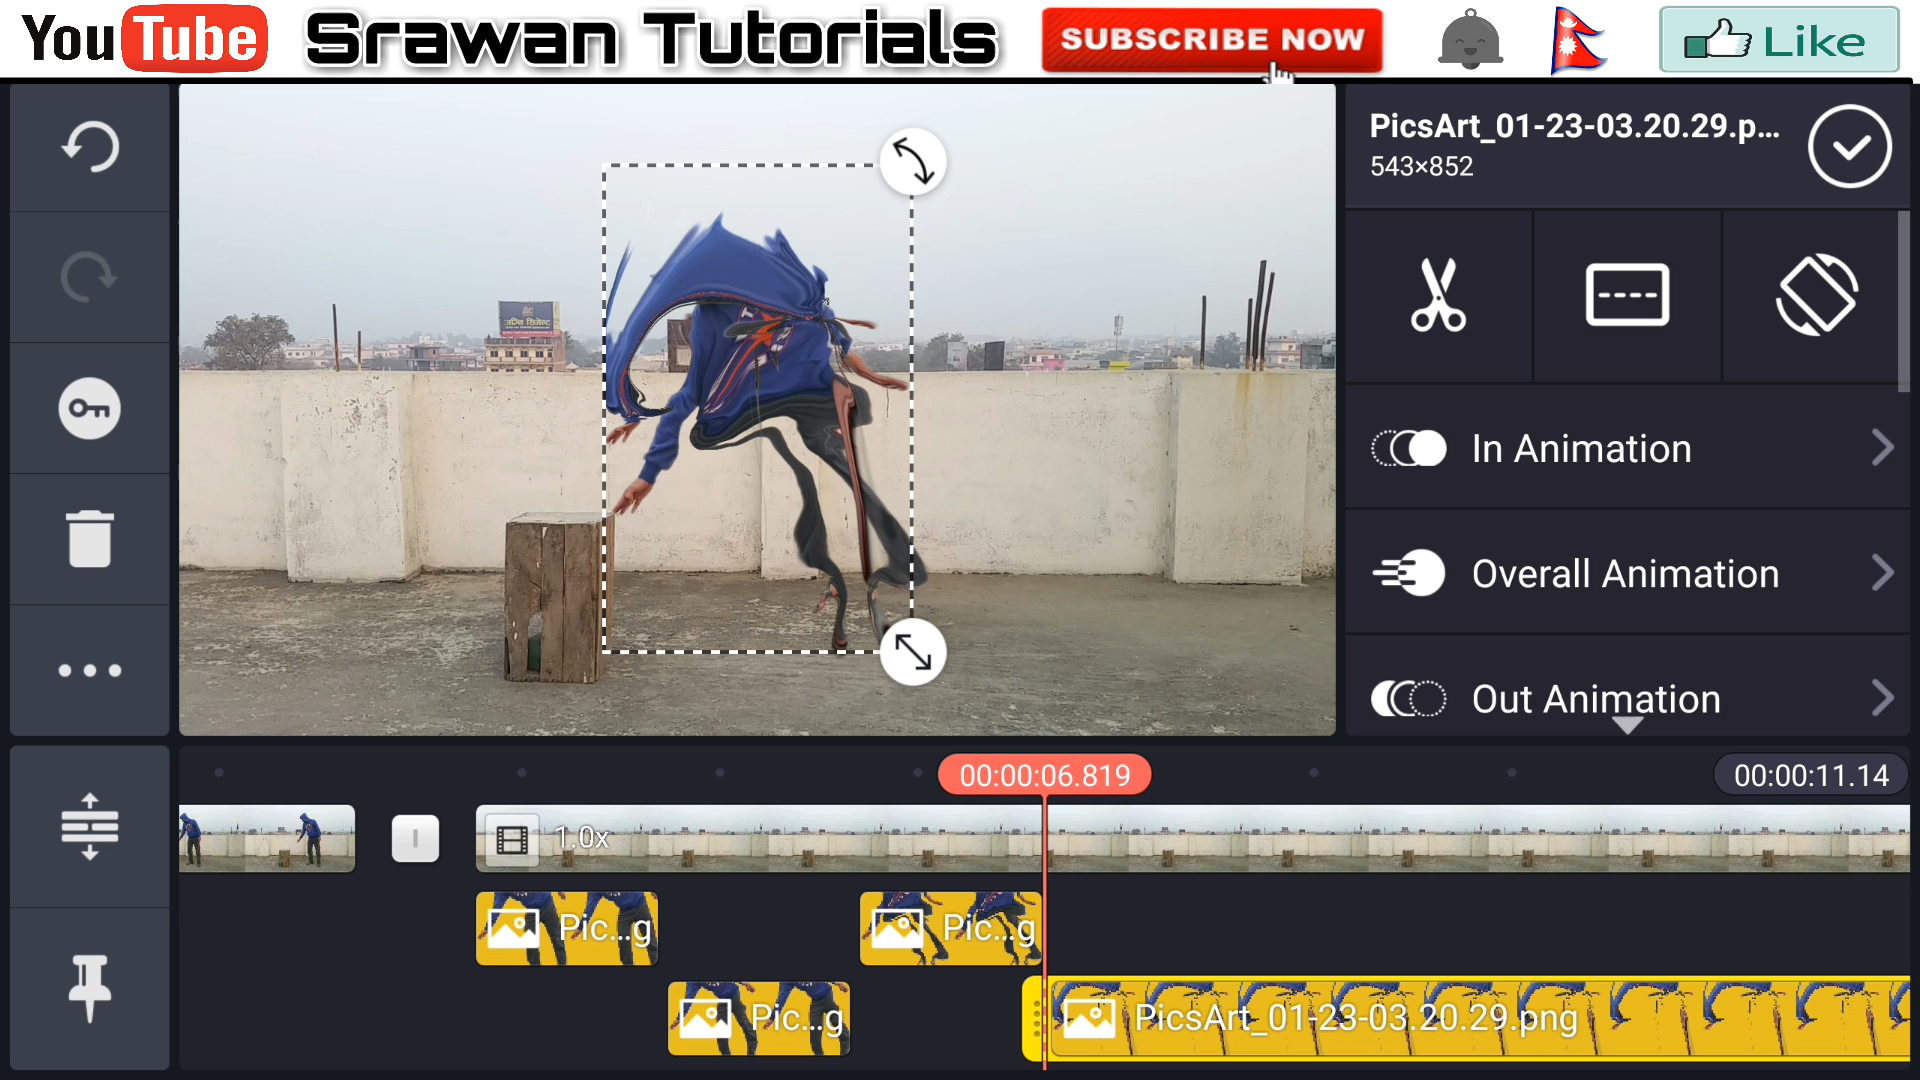 YouTube Srawan Tutorials SUBSCRIBE NOW Like
PicsArt_01-23-03.20.29.p...
543×852
In Animation
Overall Animation
Out Animation
00:00:06.819
00:00:11.14
1.0x
Pic...g
Pic...g
Pic...g
PicsArt_01-23-03.20.29.png